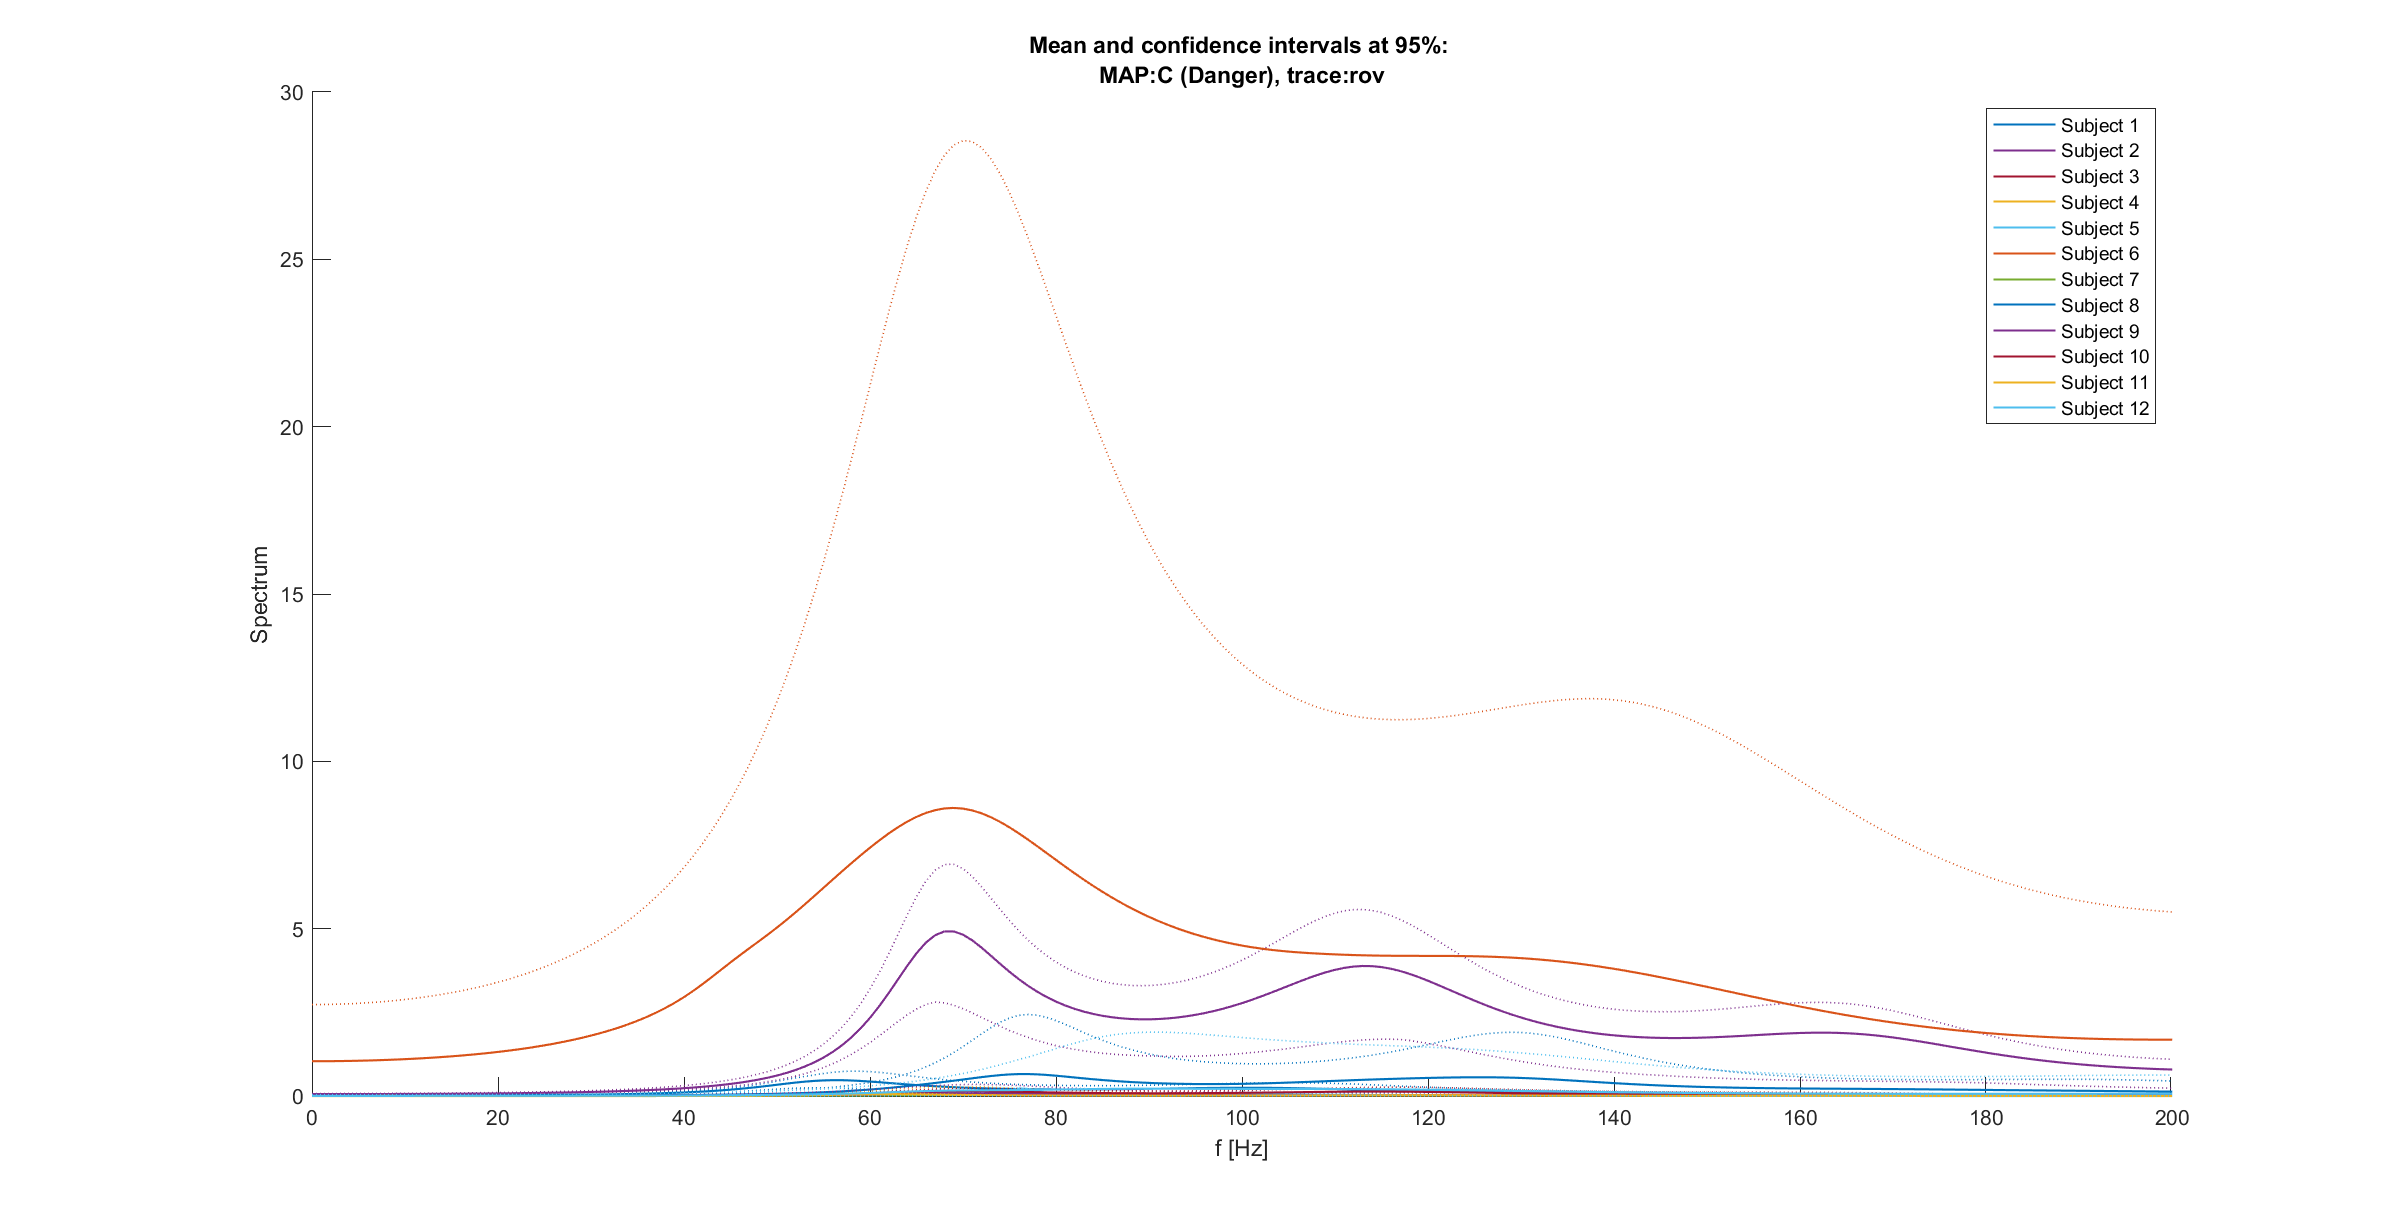 Mean and confidence intervals at 95%:
MAP:C (Danger), trace:rov
30
25
20
15
10
5
0
Spectrum
0 20 40 60 80 100 120 140 160 180 200
f [Hz]
Subject 1
Subject 2
Subject 3
Subject 4
Subject 5
Subject 6
Subject 7
Subject 8
Subject 9
Subject 10
Subject 11
Subject 12